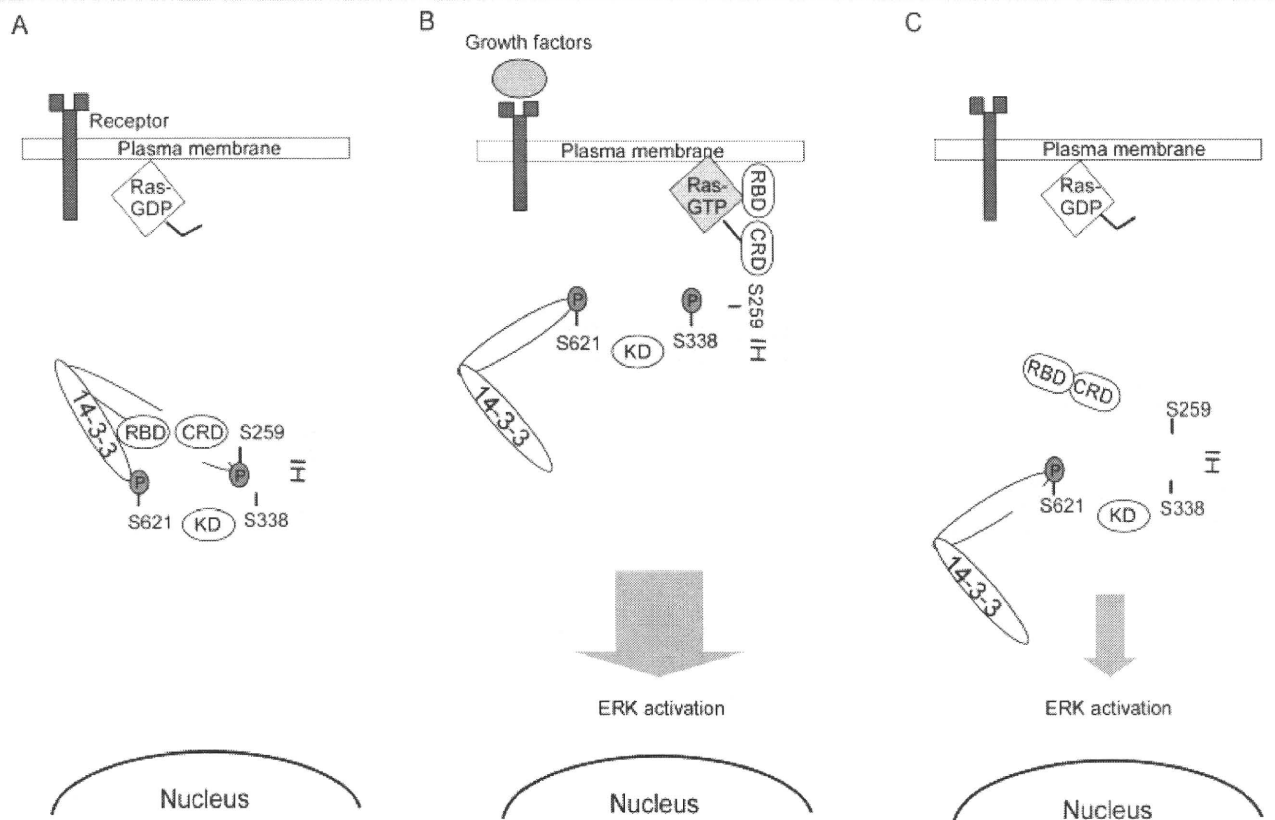 A
Receptor
Plasma membrane
Ras-
GDP
14-3-3
RBD
CRD
S259
P
P
S621
KD
S338
Nucleus
B
Growth factors
Plasma membrane
Ras-
GTP
RBD
CRD
S259
P
P
S621
KD
S338
14-3-3
ERK activation
Nucleus
C
Plasma membrane
Ras-
GDP
RBD
CRD
S259
P
S621
KD
S338
14-3-3
ERK activation
Nucleus